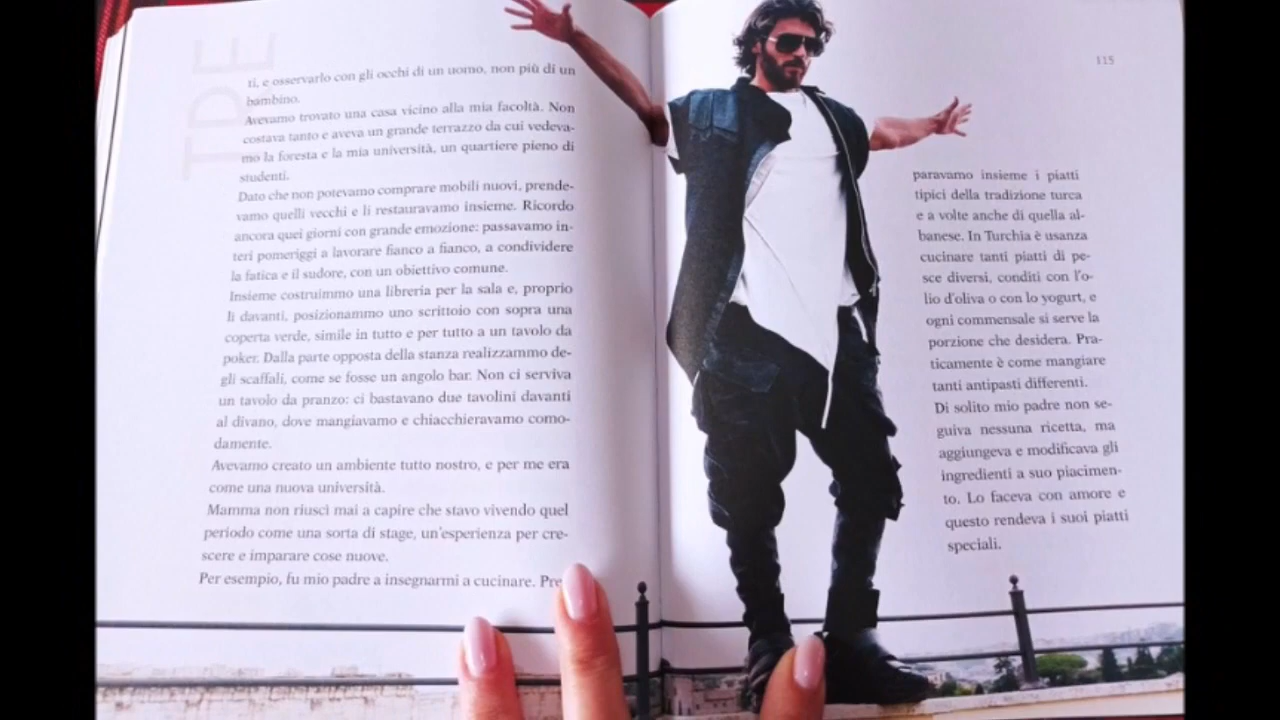 TDE
ti, e osservarlo con gli occhi di un uomo, non più di un
bambino.
Avevamo trovato una casa vicino alla mia facoltà. Non
costava tanto e aveva un grande terrazzo da cui vedeva-
mo la foresta e la mia università, un quartiere pieno di
studenti.
Dato che non potevamo comprare mobili nuovi, prende-
vamo quelli vecchi e li restauravamo insieme. Ricordo
ancora quei giorni con grande emozione: passavamo in-
teri pomeriggi a lavorare fianco a fianco, a condividere
la fatica e il sudore, con un obiettivo comune.
Insieme costruimmo una libreria per la sala e, proprio
lì davanti, posizionammo uno scrittoio con sopra una
coperta verde, simile in tutto e per tutto a un tavolo da
poker. Dalla parte opposta della stanza realizzammo de-
gli scaffali, come se fosse un angolo bar. Non ci serviva
un tavolo da pranzo: ci bastavano due tavolini davanti
al divano, dove mangiavamo e chiacchieravamo como-
damente.
Avevamo creato un ambiente tutto nostro, e per me era
come una nuova università.
Mamma non riuscì mai a capire che stavo vivendo quel
periodo come una sorta di stage, un'esperienza per cre-
scere e imparare cose nuove.
Per esempio, fu mio padre a insegnarmi a cucinare. Pre
115
paravamo insieme i piatti
tipici della tradizione turca
e a volte anche di quella al-
banese. In Turchia è usanza
cucinare tanti piatti di pe-
sce diversi, conditi con l'o-
lio d'oliva o con lo yogurt, e
ogni commensale si serve la
porzione che desidera. Pra-
ticamente è come mangiare
tanti antipasti differenti.
Di solito mio padre non se-
guiva nessuna ricetta, ma
aggiungeva e modificava gli
ingredienti a suo piacimen-
to. Lo faceva con amore e
questo rendeva i suoi piatti
speciali.